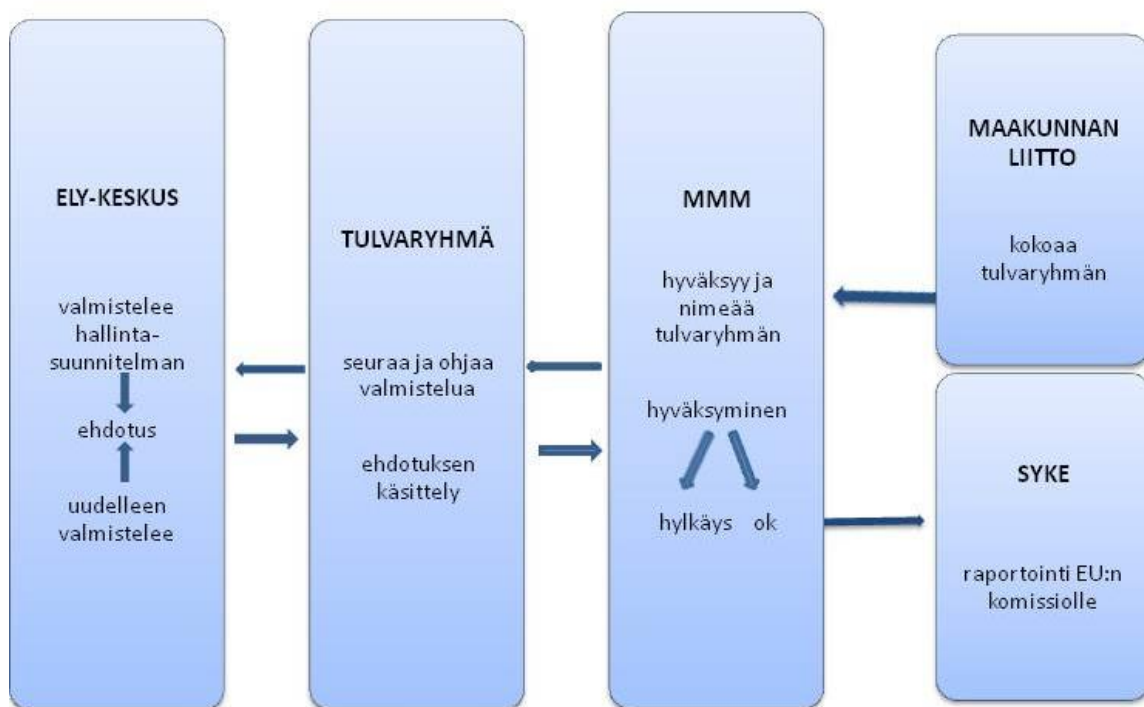 ELY-KESKUS
valmistelee
hallinta-
suunnitelman
ehdotus
uudelleen
valmistelee
TULVARYHMÄ
seuraa ja ohjaa
valmistelua
ehdotuksen
käsittely
MMM
hyväksyy ja
nimeää
tulvaryhmän
hyväksyminen
hylkäys ok
MAAKUNNAN
LIITTO
kokoaa
tulvaryhmän
SYKE
raportointi EU:n
komissiolle